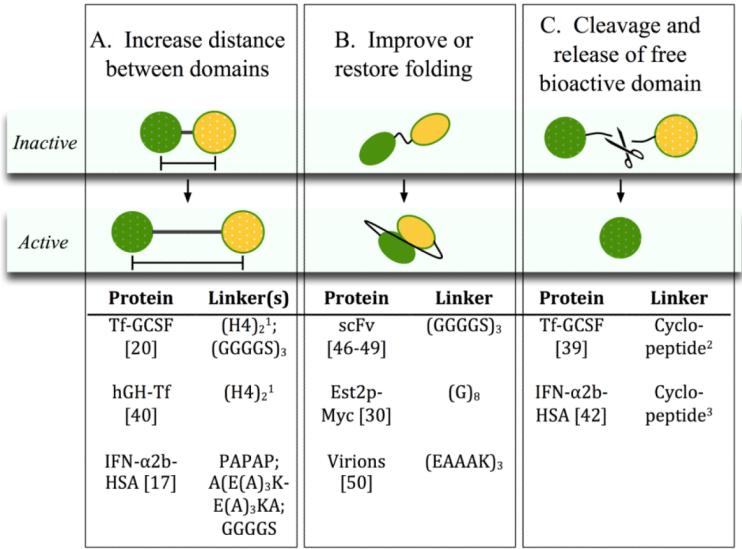 A. Increase distance
between domains
B. Improve or
restore folding
C. Cleavage and
release of free
bioactive domain
Inactive
Active
Protein Linker(s)
Tf-GCSF (H4)₂¹;
[20] (GGGGS)₃
hGH-Tf (H4)₂¹
[40]
IFN-α2b- PAPAP;
HSA [17] A(E(A)₃K-
E(A)₃KA;
GGGGS
Protein Linker
scFv (GGGGS)₃
[46-49]
Est2p- (G)₈
Myc [30]
Virions (EAAAK)₃
[50]
Protein Linker
Tf-GCSF Cyclo-
[39] peptide²
IFN-α2b- Cyclo-
HSA [42] peptide³